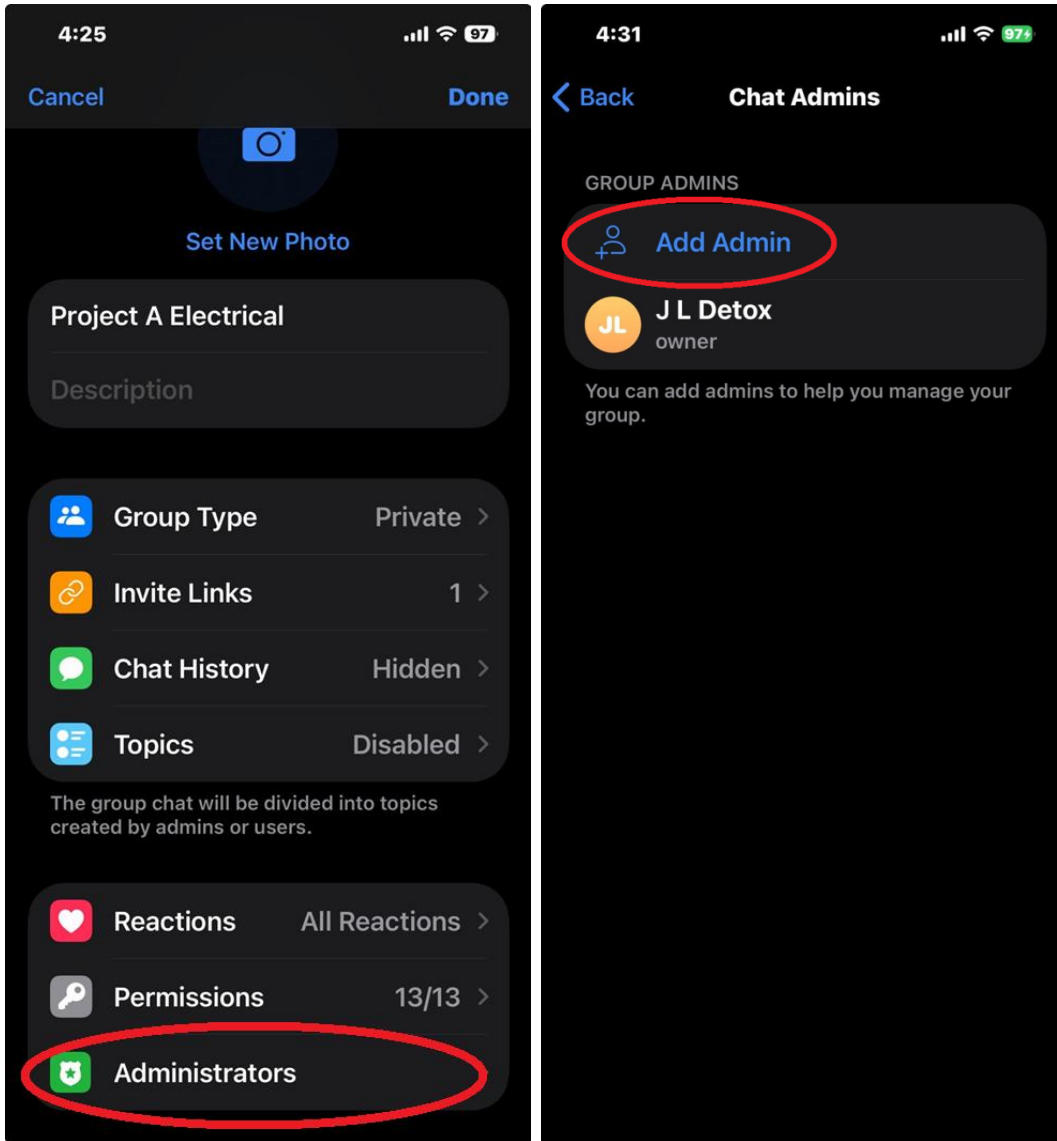 4:25
97
Cancel
Done
Set New Photo
Project A Electrical
Description
Group Type
Private
Invite Links
1
Chat History
Hidden
Topics
Disabled
The group chat will be divided into topics
created by admins or users.
Reactions
All Reactions
Permissions
13/13
Administrators
4:31
97
Back
Chat Admins
GROUP ADMINS
Add Admin
JL
J L Detox
owner
You can add admins to help you manage your
group.